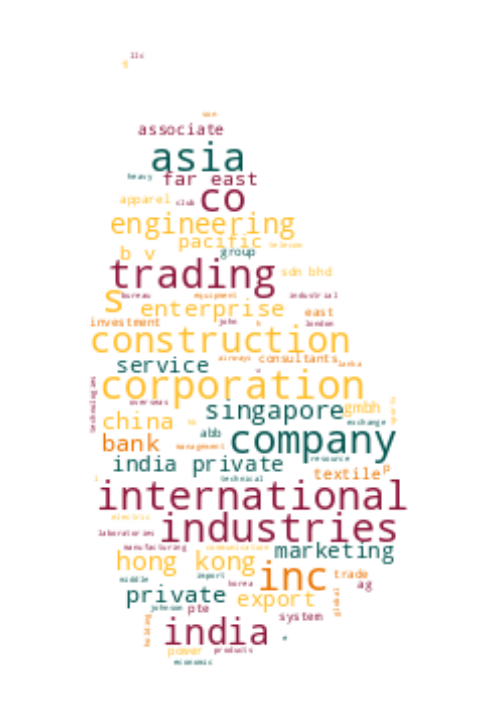 llc
associate
asia
heavy far east
apparel club co
engineering
pacific telecom
b v group
trading sdn bhd
s bureau equipment industrial
enterprise east
investment john london
construction
airways consultants lanka
service
technologies corporation
overseas singapore gmbh
china exchange
bank abb company
management resource
india private textile p
technical
international
electric industries
laboratories
manufacturing communication marketing
hong kong
middle import korea inc trade
private ag
export global
johnson pte system
holding india
power products
economic